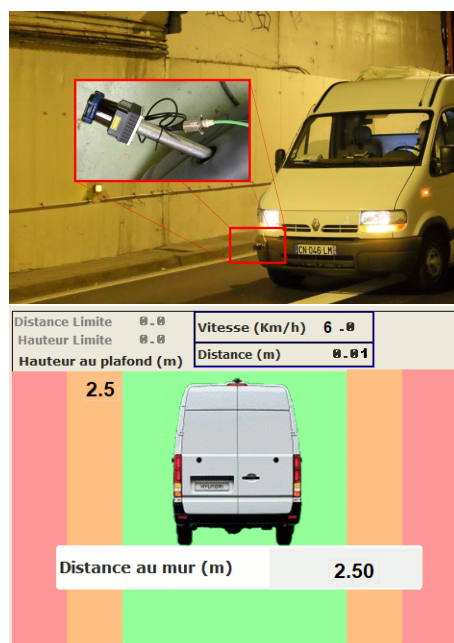 CN-046 LM
Distance Limite 0.0
Hauteur Limite 0.0
Hauteur au plafond (m)
Vitesse (Km/h) 6 .0
Distance (m) 0.01
2.5
HYUNDAI
Distance au mur (m) 2.50